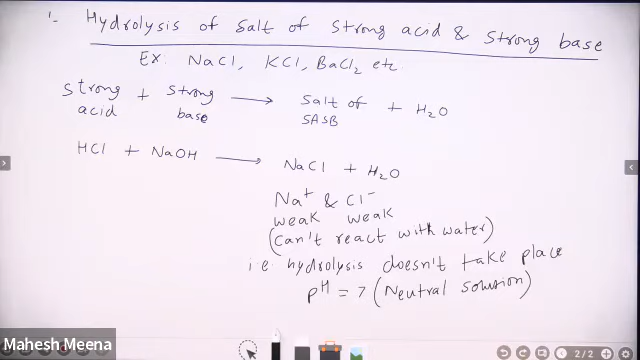 1. Hydrolysis of salt of strong acid & strong base
Ex: NaCl, KCl, BaCl₂ etc.
strong acid + strong base ⟶ salt of SASB + H₂O
HCl + NaOH ⟶ NaCl + H₂O
Na⁺ & Cl⁻
weak weak
(can't react with water)
i.e. hydrolysis doesn't take place
pH = 7 (Neutral solution)
Mahesh Meena
2/2